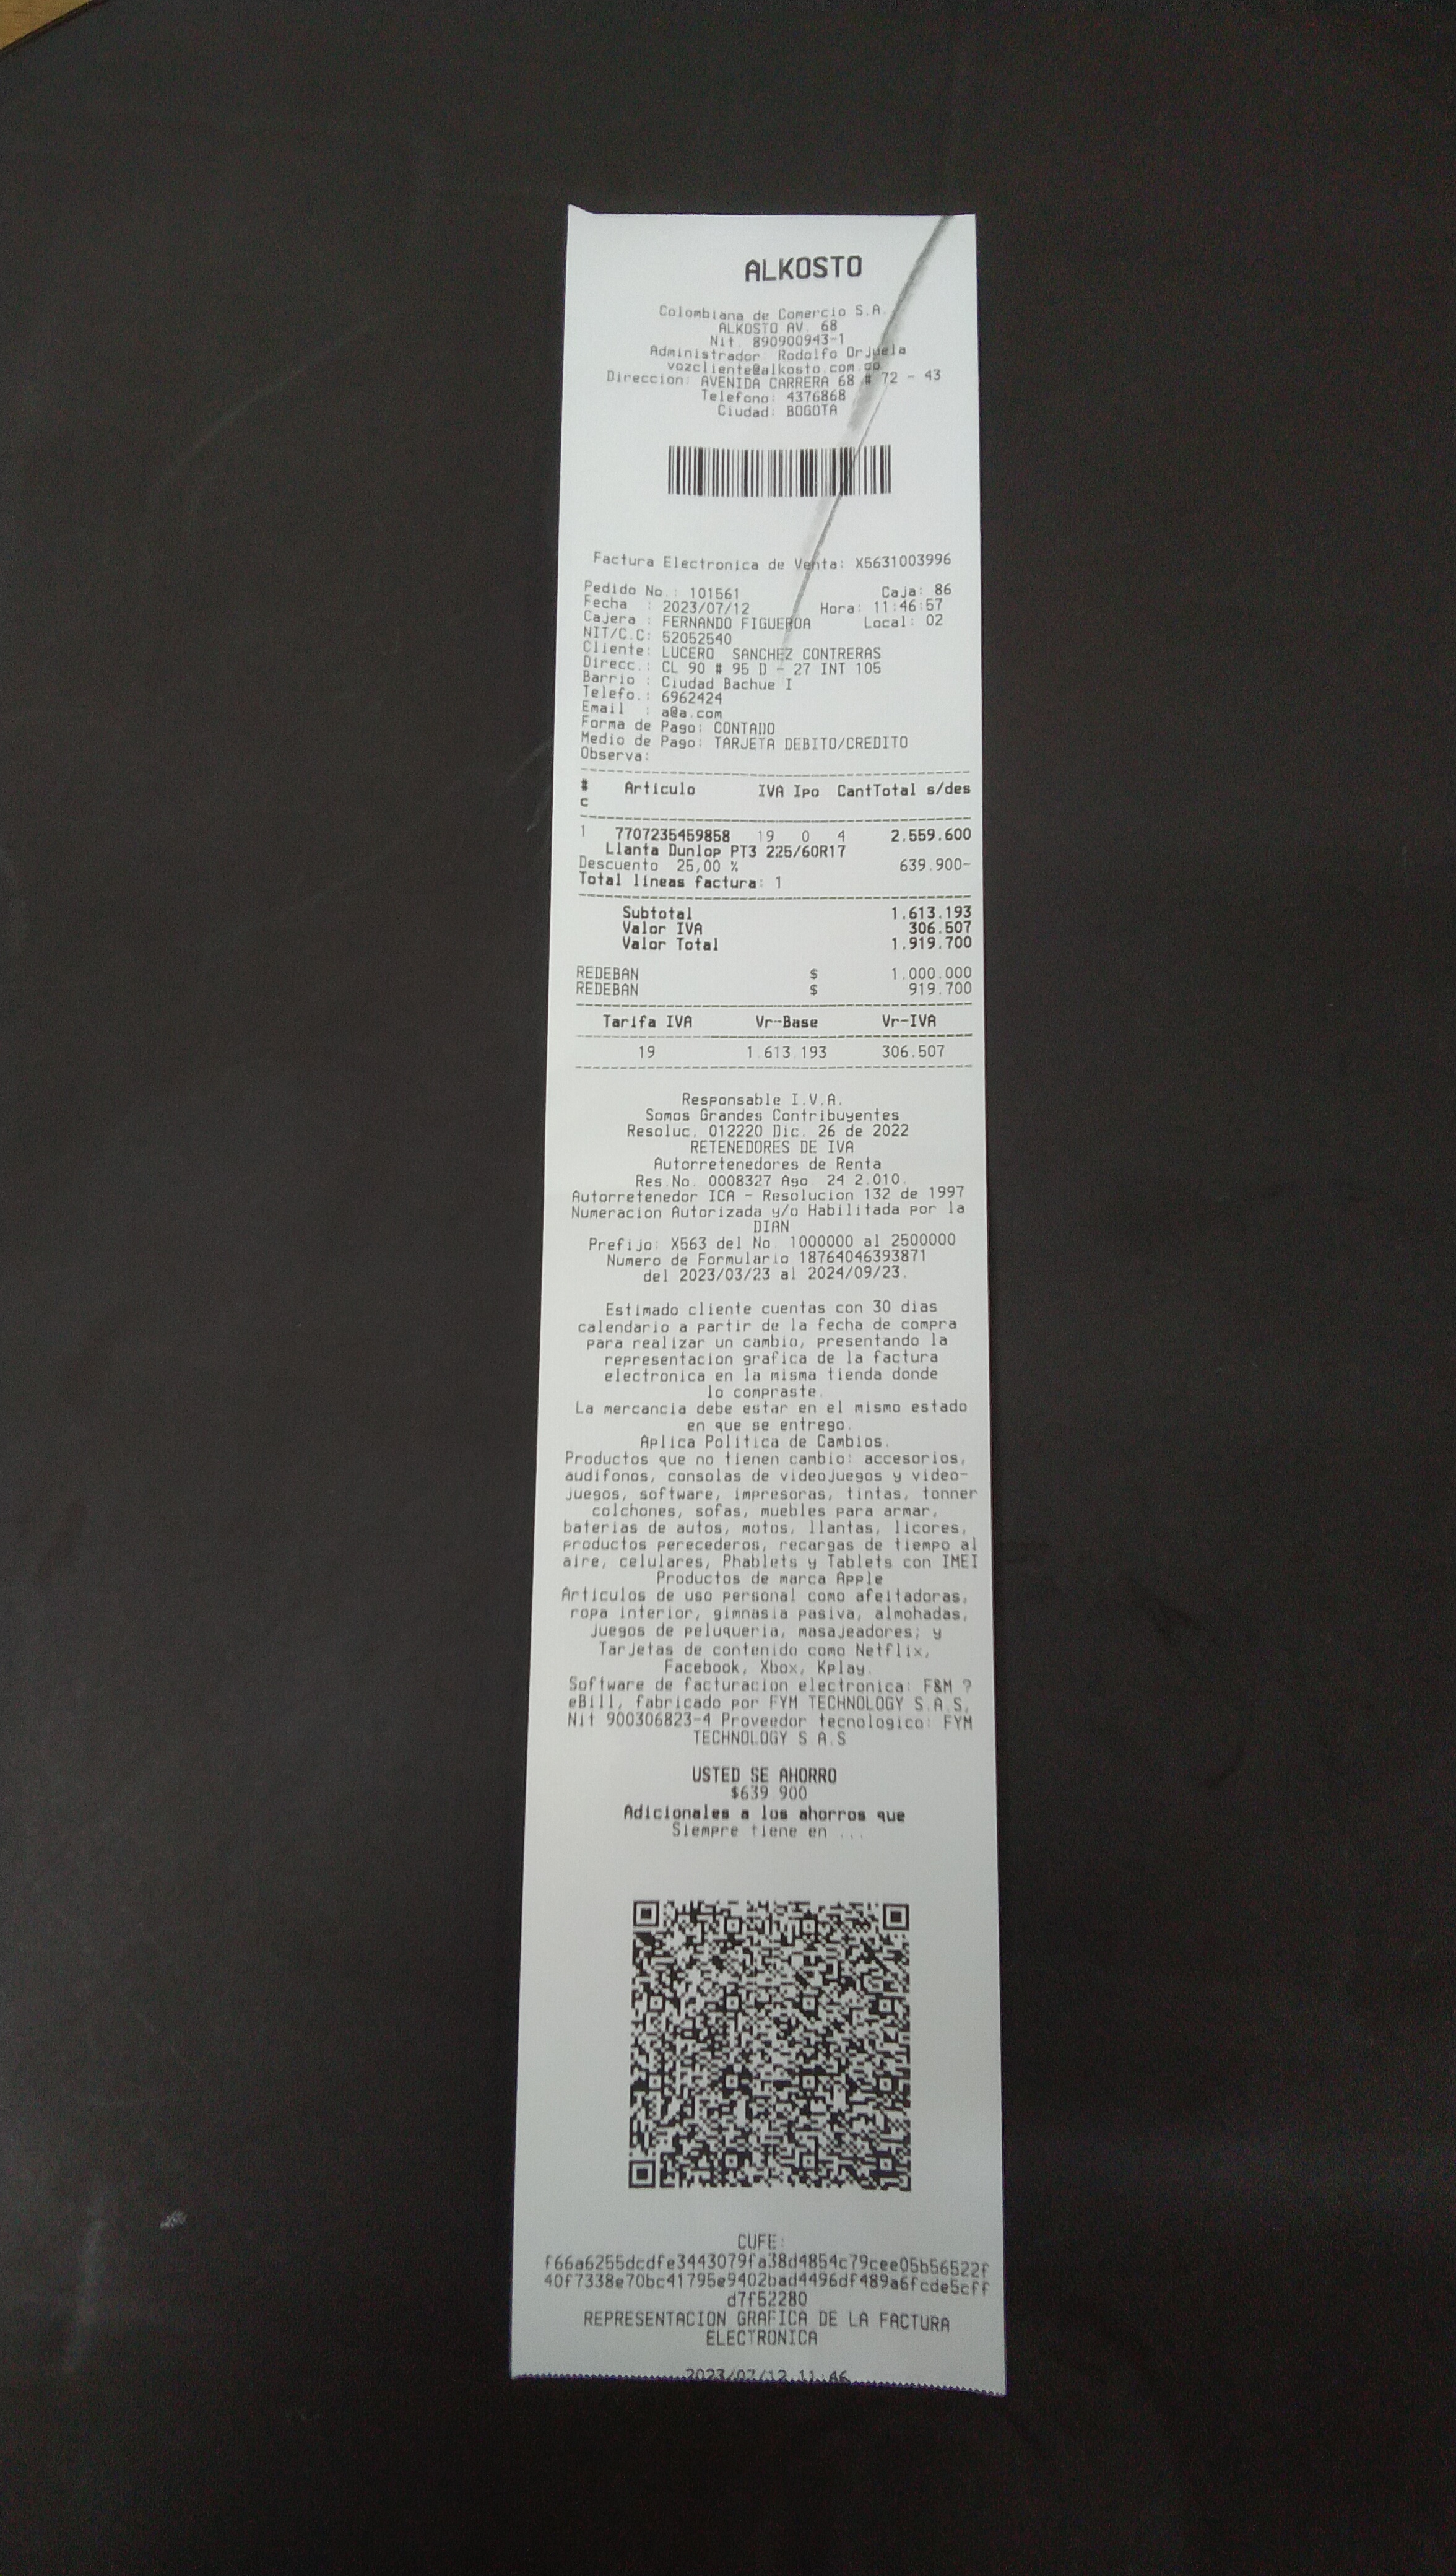 ALKOSTO
Colombiana de Comercio S.A.
ALKOSTO AV. 68
Nit. 890900943-1
Administrador: Rodolfo Orjuela
vozcliente@alkosto.com.co
Direccion: AVENIDA CARRERA 68 # 72 - 43
Telefono: 4376868
Ciudad: BOGOTA
Factura Electronica de Venta: X5631003996
Pedido No.: 101561 Caja: 86
Fecha : 2023/07/12 Hora: 11:46:57
Cajera : FERNANDO FIGUEROA Local: 02
NIT/C.C: 52052540
Cliente: LUCERO SANCHEZ CONTRERAS
Direcc.: CL 90 # 95 D - 27 INT 105
Barrio : Ciudad Bachue I
Telefo.: 6962424
Email : a@a.com
Forma de Pago: CONTADO
Medio de Pago: TARJETA DEBITO/CREDITO
Observa:
# Articulo IVA Ipo CantTotal s/des
c
1 7707235459858 19 0 4 2.559.600
Llanta Dunlop PT3 225/60R17
Descuento 25,00 % 639.900-
Total lineas factura: 1
Subtotal 1.613.193
Valor IVA 306.507
Valor Total 1.919.700
REDEBAN $ 1.000.000
REDEBAN $ 919.700
Tarifa IVA Vr-Base Vr-IVA
19 1.613.193 306.507
Responsable I.V.A.
Somos Grandes Contribuyentes
Resoluc. 012220 Dic. 26 de 2022
RETENEDORES DE IVA
Autorretenedores de Renta
Res.No. 0008327 Ago. 24 2.010.
Autorretenedor ICA - Resolucion 132 de 1997
Numeracion Autorizada y/o Habilitada por la
DIAN
Prefijo: X563 del No. 1000000 al 2500000
Numero de Formulario 18764046393871
del 2023/03/23 al 2024/09/23.
Estimado cliente cuentas con 30 dias
calendario a partir de la fecha de compra
para realizar un cambio, presentando la
representacion grafica de la factura
electronica en la misma tienda donde
lo compraste.
La mercancia debe estar en el mismo estado
en que se entrego.
Aplica Politica de Cambios.
Productos que no tienen cambio: accesorios,
audifonos, consolas de videojuegos y video-
juegos, software, impresoras, tintas, tonner
colchones, sofas, muebles para armar,
baterias de autos, motos, llantas, licores,
productos perecederos, recargas de tiempo al
aire, celulares, Phablets y Tablets con IMEI
Productos de marca Apple
Articulos de uso personal como afeitadoras,
ropa interior, gimnasia pasiva, almohadas,
juegos de peluqueria, masajeadores; y
Tarjetas de contenido como Netflix,
Facebook, Xbox, Kplay.
Software de facturacion electronica: F&M ?
eBill, fabricado por FYM TECHNOLOGY S.A.S,
Nit 900306823-4 Proveedor tecnologico: FYM
TECHNOLOGY S.A.S
USTED SE AHORRO
$639.900
Adicionales a los ahorros que
Siempre tiene en ...
CUFE:
f66a6255dcdfe3443079fa38d4854c79cee05b56522f
40f7338e70bc41795e9402bad4496df489a6fcde5cff
d7f52280
REPRESENTACION GRAFICA DE LA FACTURA
ELECTRONICA
2023/07/12 11:46